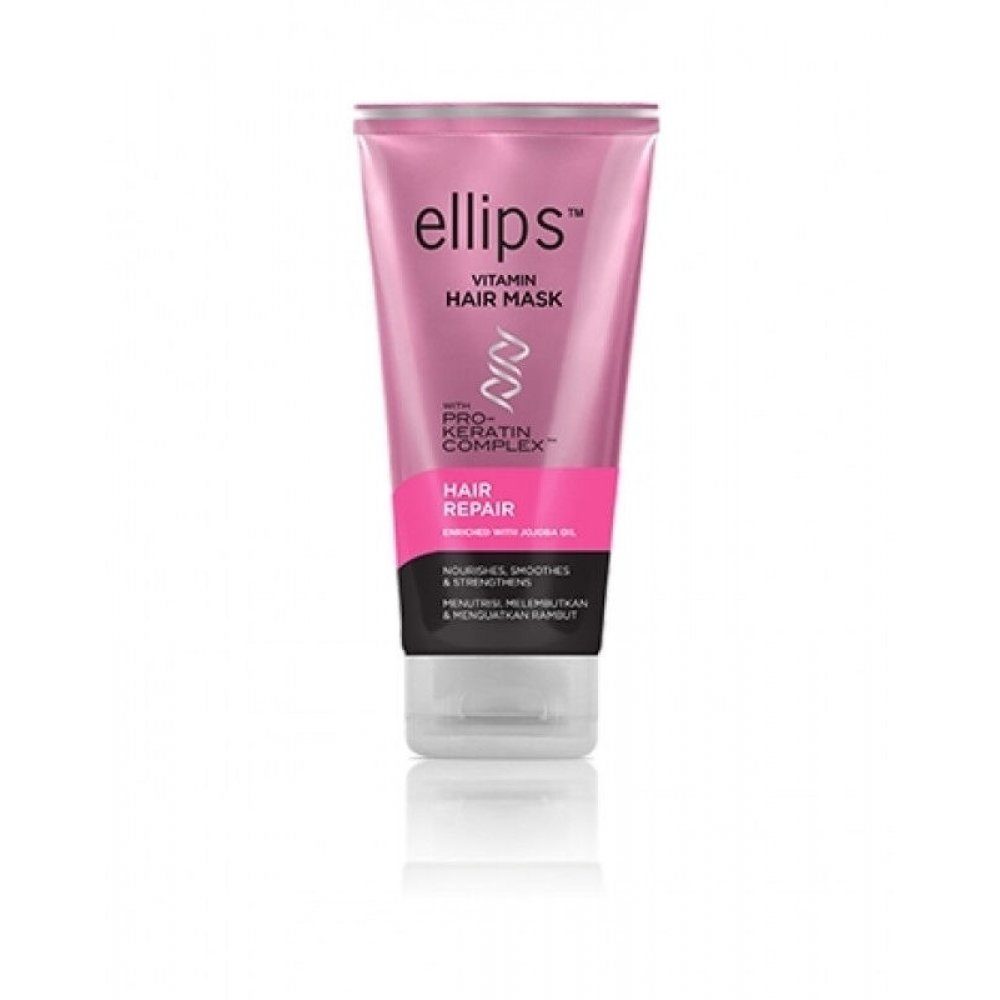 ellips™
VITAMIN
HAIR MASK
WITH
PRO-
KERATIN
COMPLEX™
HAIR
REPAIR
ENRICHED WITH JOJOBA OIL
NOURISHES, SMOOTHES
& STRENGTHENS
MENUTRISI, MELEMBUTKAN
& MENGUATKAN RAMBUT